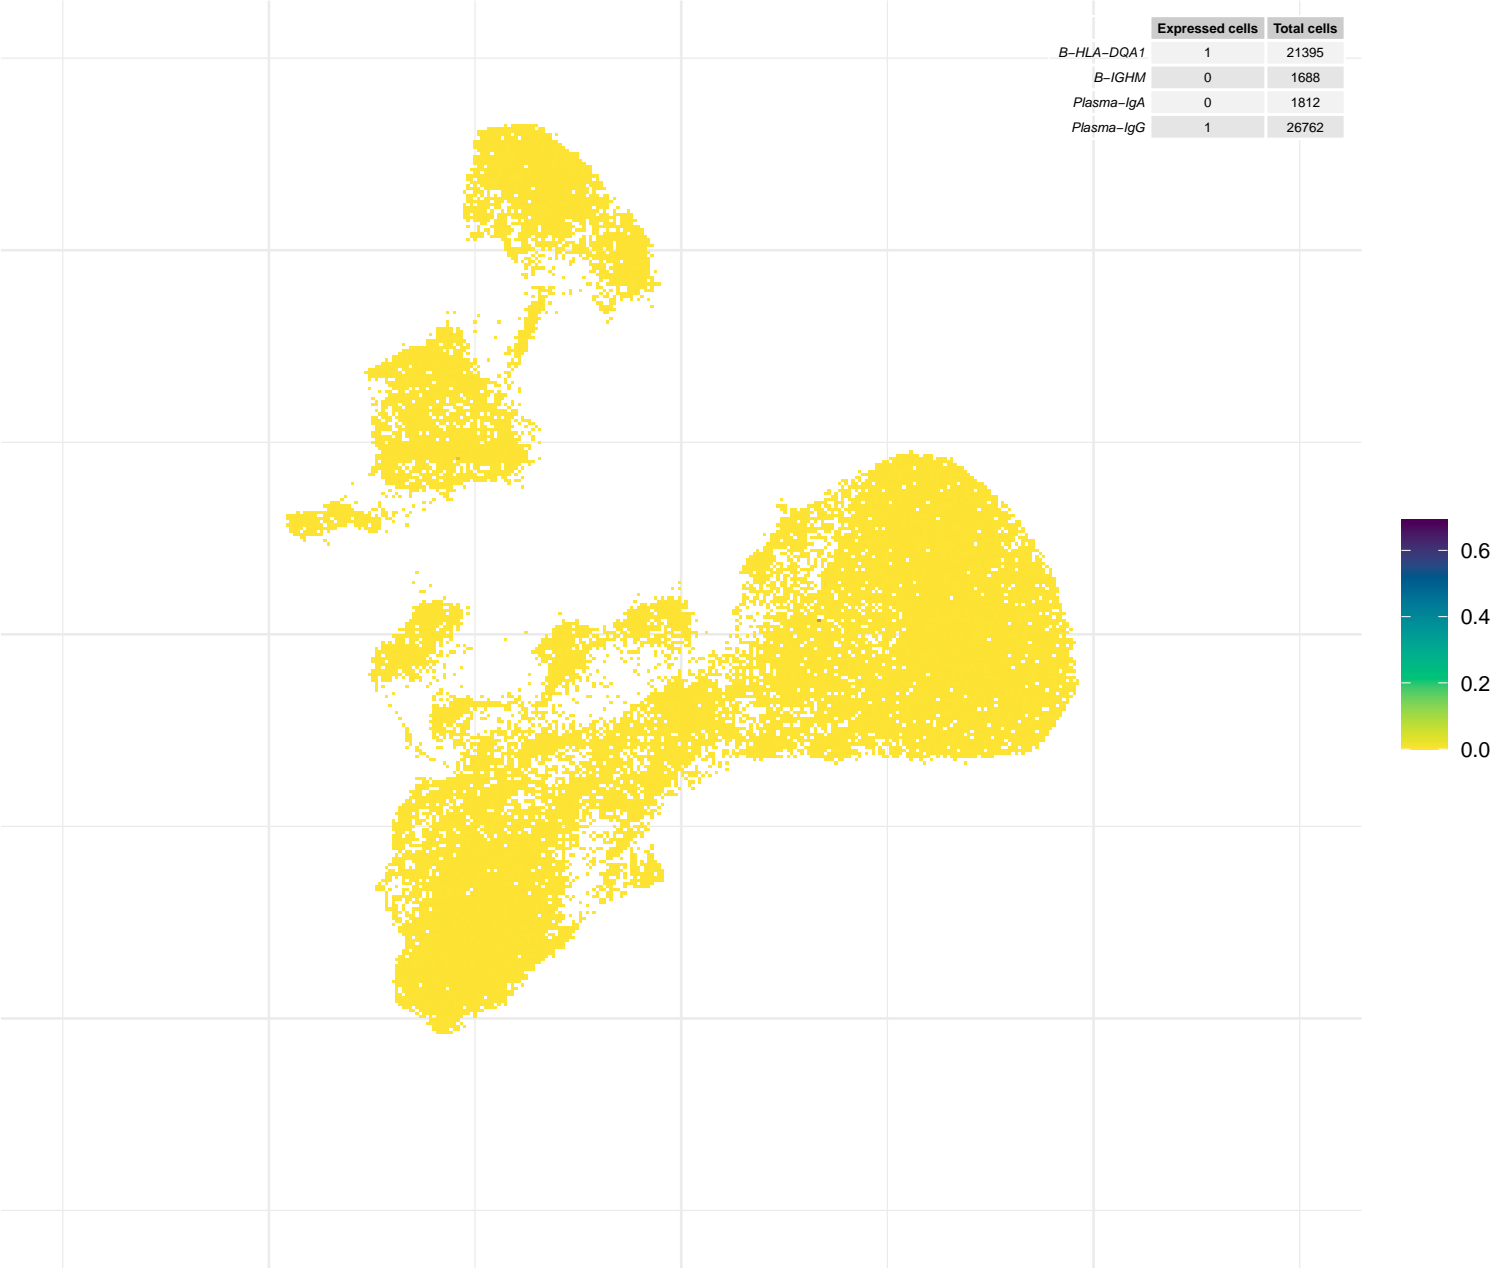 Expressed cells Total cells
B−HLA−DQA1 1 21395
B−IGHM 0 1688
Plasma−IgA 0 1812
Plasma−IgG 1 26762
0.6
0.4
0.2
0.0